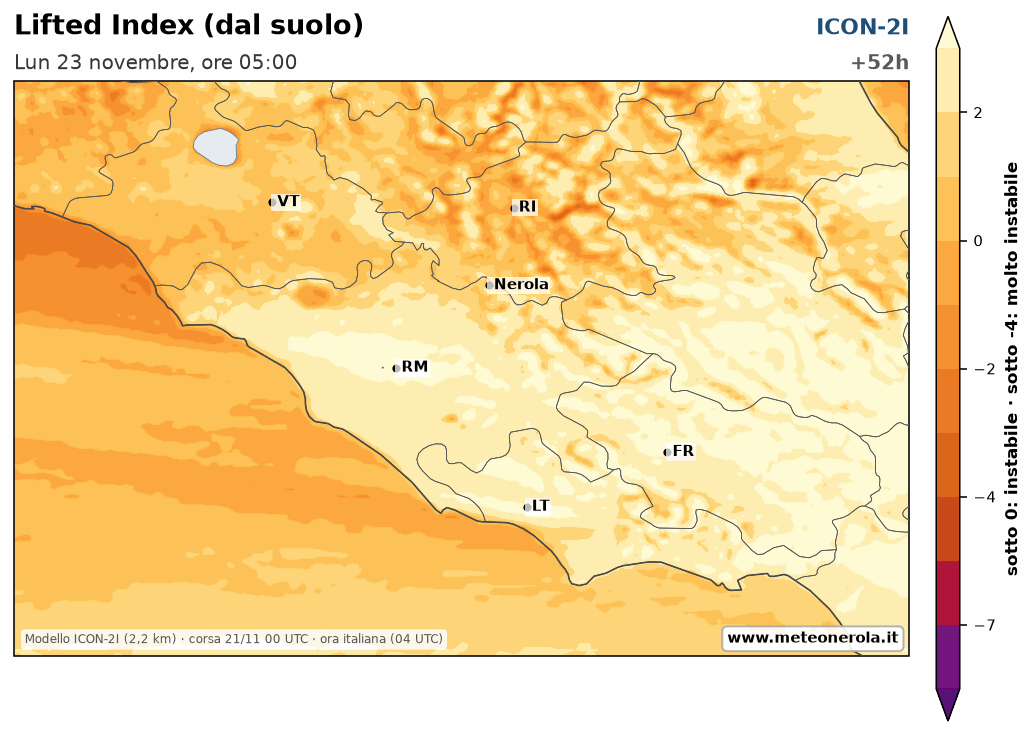 Lifted Index (dal suolo)
ICON-2I
Lun 23 novembre, ore 05:00
+52h
VT
RI
Nerola
RM
FR
LT
2
0
−2
−4
−7
sotto 0: instabile · sotto -4: molto instabile
Modello ICON-2I (2,2 km) · corsa 21/11 00 UTC · ora italiana (04 UTC)
www.meteonerola.it